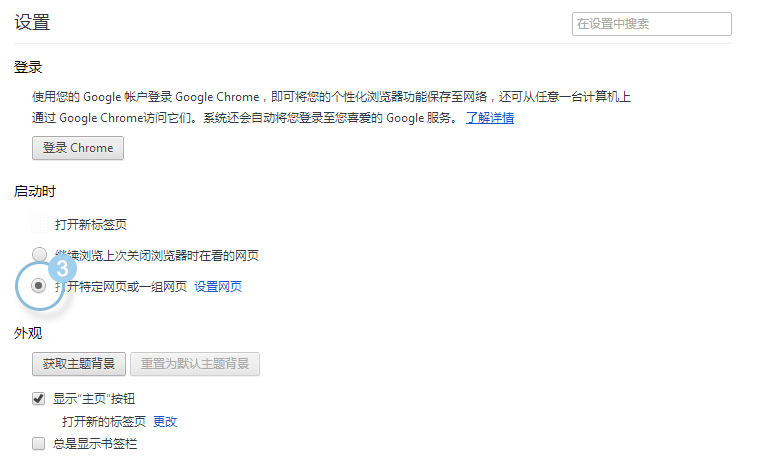 设置
在设置中搜索
登录
使用您的 Google 帐户登录 Google Chrome，即可将您的个性化浏览器功能保存至网络，还可从任意一台计算机上
通过 Google Chrome访问它们。系统还会自动将您登录至您喜爱的 Google 服务。 了解详情
登录 Chrome
启动时
打开新标签页
继续浏览上次关闭浏览器时在看的网页
3
打开特定网页或一组网页 设置网页
外观
获取主题背景 重置为默认主题背景
显示“主页”按钮
打开新的标签页 更改
总是显示书签栏